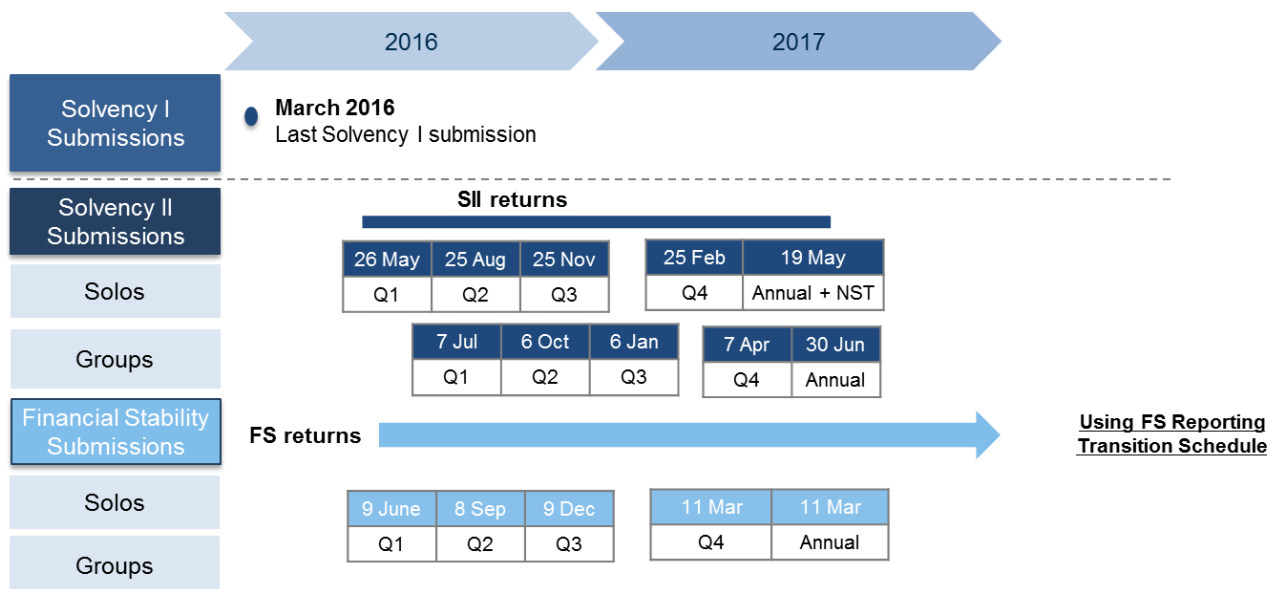 2016
2017
Solvency I
Submissions
March 2016
Last Solvency I submission
Solvency II
Submissions
SII returns
Solos
26 May 25 Aug 25 Nov
Q1 Q2 Q3
25 Feb 19 May
Q4 Annual + NST
Groups
7 Jul 6 Oct 6 Jan
Q1 Q2 Q3
7 Apr 30 Jun
Q4 Annual
Financial Stability
Submissions
FS returns
Using FS Reporting
Transition Schedule
Solos
9 June 8 Sep 9 Dec
Q1 Q2 Q3
11 Mar 11 Mar
Q4 Annual
Groups